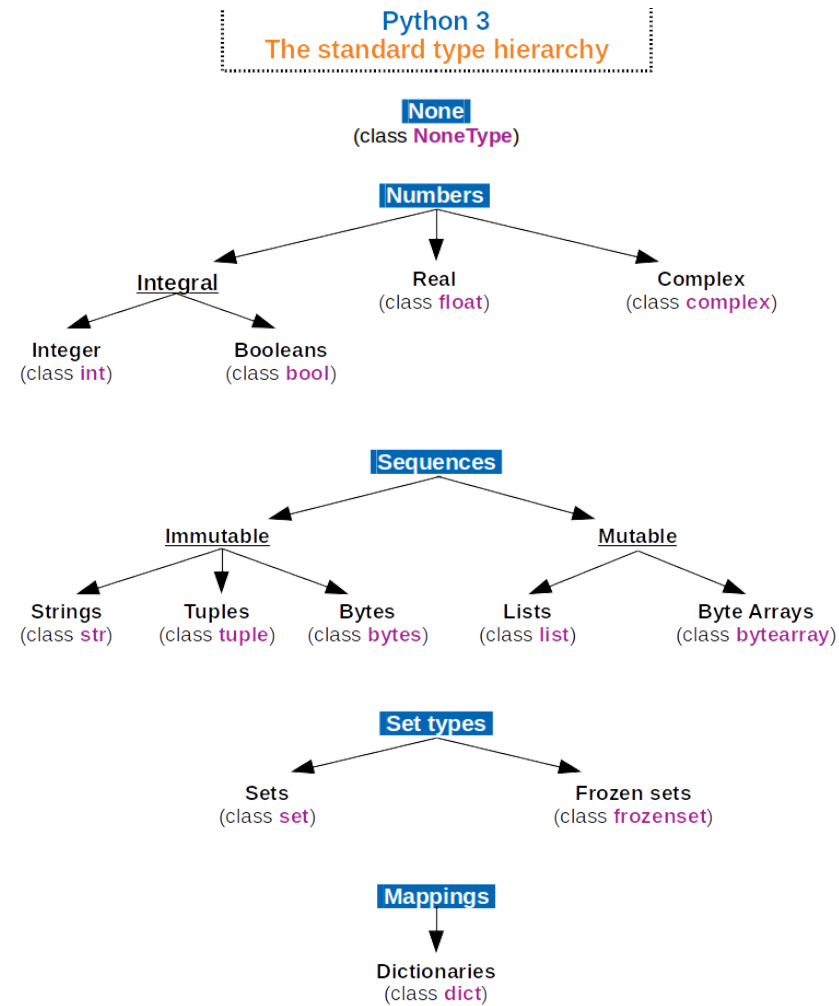 Python 3
The standard type hierarchy
None
(class NoneType)
Numbers
Integral
Real
(class float)
Complex
(class complex)
Integer
(class int)
Booleans
(class bool)
Sequences
Immutable
Mutable
Strings
(class str)
Tuples
(class tuple)
Bytes
(class bytes)
Lists
(class list)
Byte Arrays
(class bytearray)
Set types
Sets
(class set)
Frozen sets
(class frozenset)
Mappings
Dictionaries
(class dict)